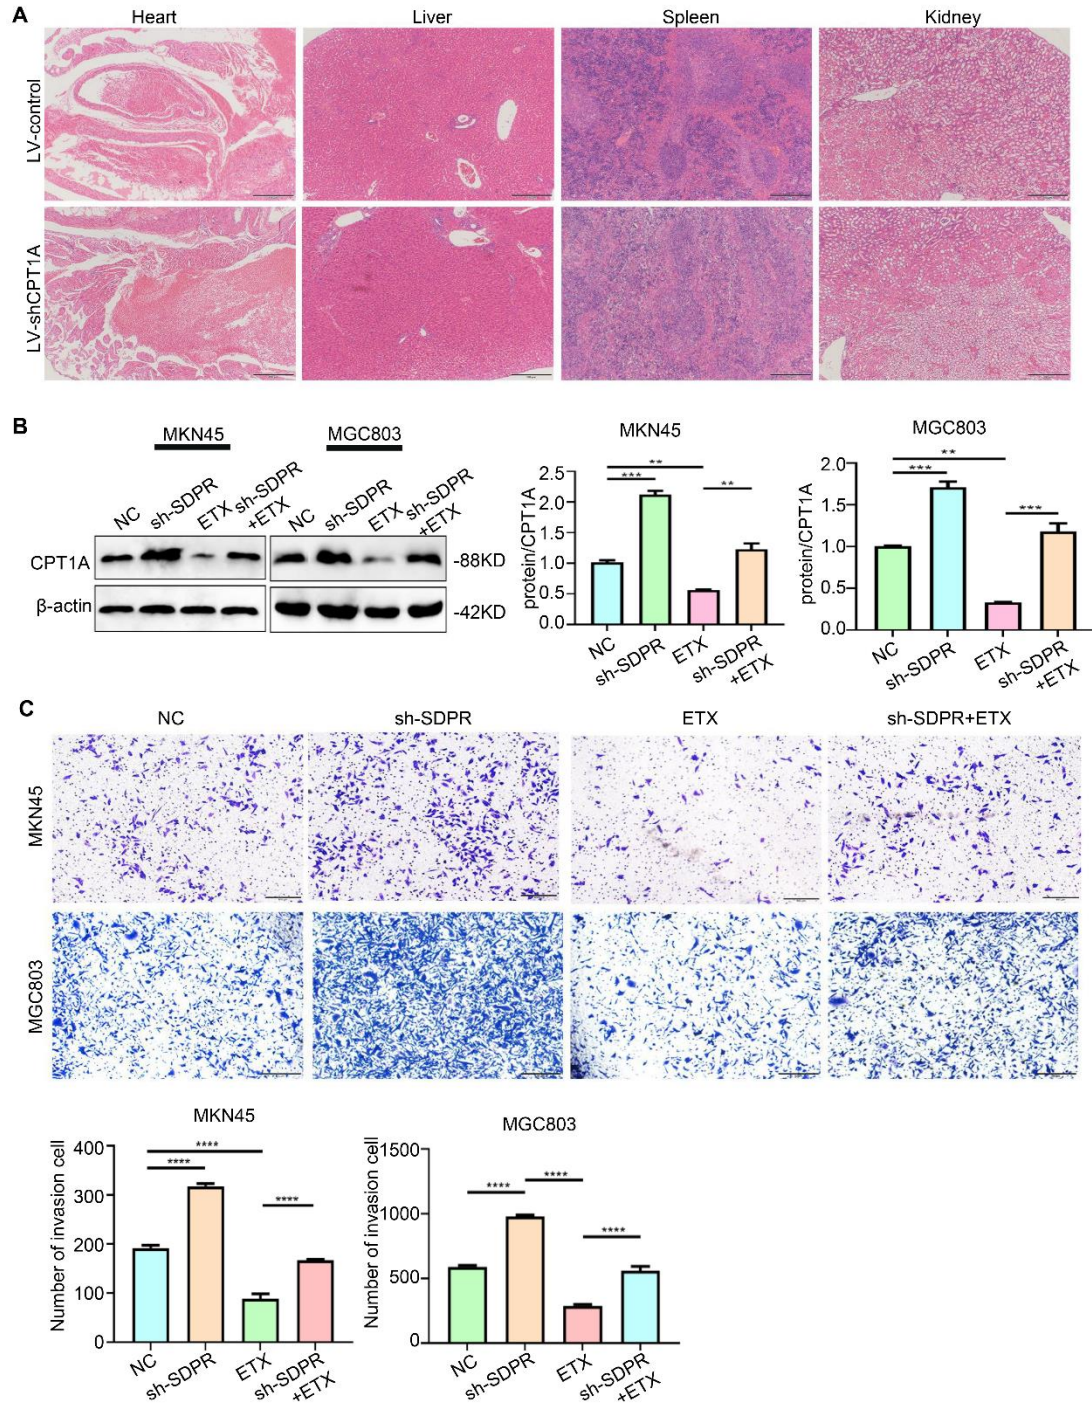 A
Heart Liver Spleen Kidney
LV-control
LV-shCPT1A
B
MKN45 MGC803
NC sh-SDPR ETX sh-SDPR +ETX NC sh-SDPR ETX sh-SDPR +ETX
CPT1A -88KD
β-actin -42KD
MKN45
protein/CPT1A
2.5
2.0
1.5
1.0
0.5
0.0
** *** **
NC sh-SDPR ETX sh-SDPR +ETX
MGC803
protein/CPT1A
2.0
1.5
1.0
0.5
0.0
** *** ***
NC sh-SDPR ETX sh-SDPR +ETX
C
NC sh-SDPR ETX sh-SDPR+ETX
MKN45
MGC803
MKN45
Number of invasion cell
400
300
200
100
0
**** **** ****
NC sh-SDPR ETX sh-SDPR +ETX
MGC803
Number of invasion cell
1500
1000
500
0
**** **** ****
NC sh-SDPR ETX sh-SDPR +ETX